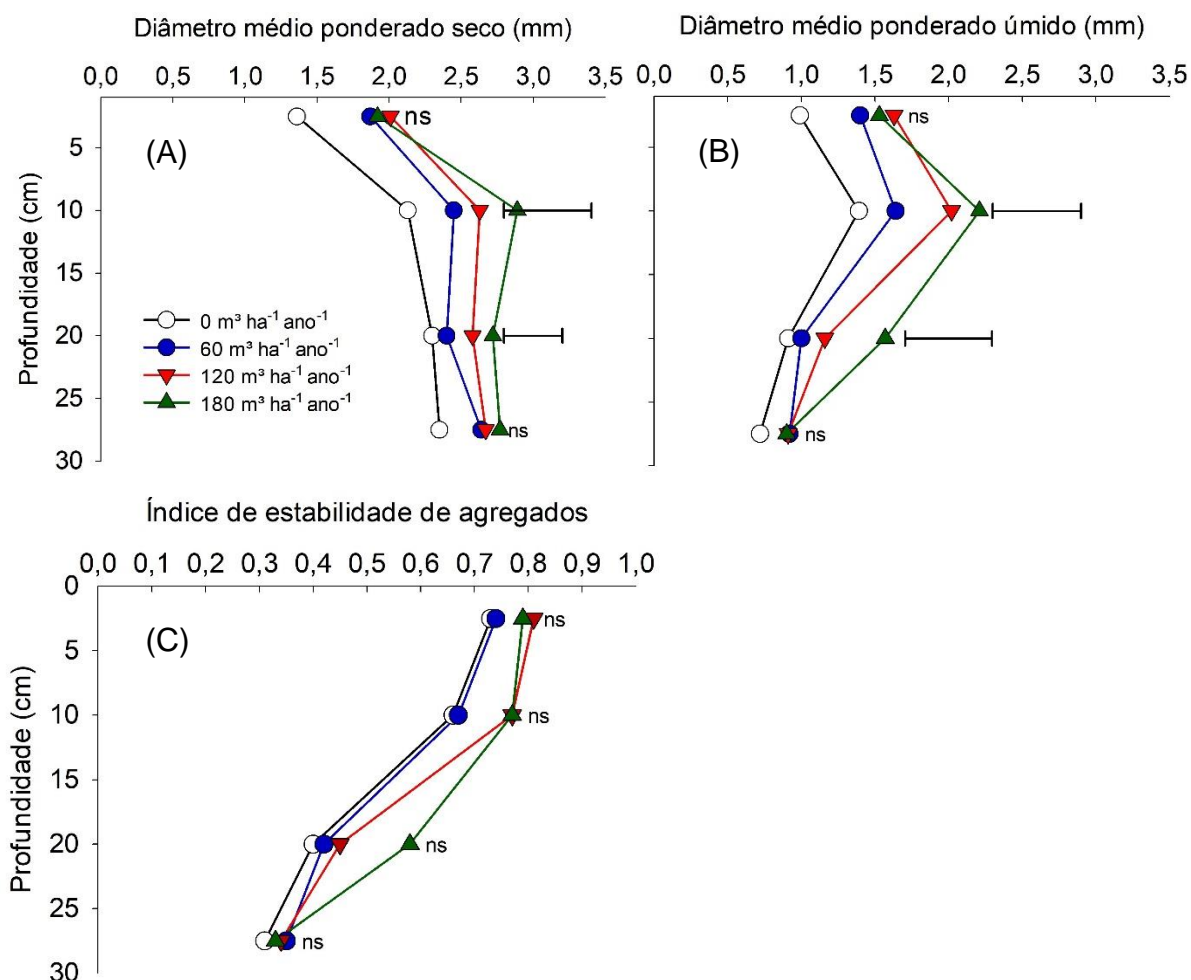 Diâmetro médio ponderado seco (mm)
0,0 0,5 1,0 1,5 2,0 2,5 3,0 3,5
(A)
ns
5
10
15
20
25
30
Profundidade (cm)
0 m³ ha⁻¹ ano⁻¹
60 m³ ha⁻¹ ano⁻¹
120 m³ ha⁻¹ ano⁻¹
180 m³ ha⁻¹ ano⁻¹
ns
Diâmetro médio ponderado úmido (mm)
0,0 0,5 1,0 1,5 2,0 2,5 3,0 3,5
(B)
ns
5
10
15
20
25
30
ns
Índice de estabilidade de agregados
0,0 0,1 0,2 0,3 0,4 0,5 0,6 0,7 0,8 0,9 1,0
0
5
10
15
20
25
30
Profundidade (cm)
(C)
ns
ns
ns
ns